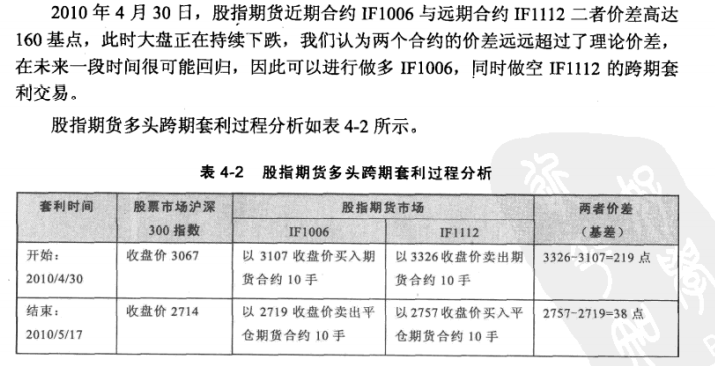 2010 年 4 月 30 日，股指期货近期合约 IF1006 与远期合约 IF1112 二者价差高达
160 基点，此时大盘正在持续下跌，我们认为两个合约的价差远远超过了理论价差，
在未来一段时间很可能回归，因此可以进行做多 IF1006，同时做空 IF1112 的跨期套
利交易。
股指期货多头跨期套利过程分析如表 4-2 所示。
表 4-2 股指期货多头跨期套利过程分析
套利时间
股票市场沪深
300 指数
股指期货市场
IF1006
IF1112
两者价差
（基差）
开始：
2010/4/30
收盘价 3067
以 3107 收盘价买入期
货合约 10 手
以 3326 收盘价卖出期
货合约 10 手
3326-3107=219 点
结束：
2010/5/17
收盘价 2714
以 2719 收盘价卖出平
仓期货合约 10 手
以 2757 收盘价买入平
仓期货合约 10 手
2757-2719=38 点